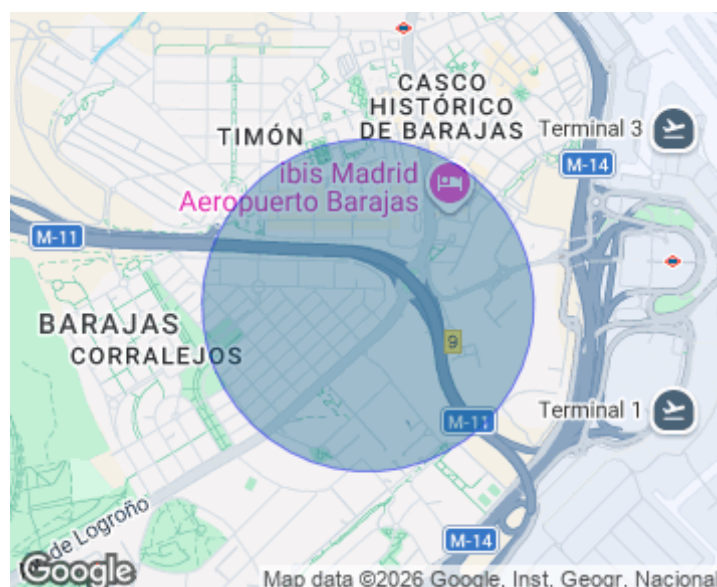 CASCO
HISTÓRICO
DE BARAJAS
TIMÓN
Terminal 3
M-14
ibis Madrid
Aeropuerto Barajas
M-11
BARAJAS
CORRALEJOS
9
Terminal 1
M-11
de Logroño
M-14
Google
Map data ©2026 Google, Inst. Geogr. Nacional